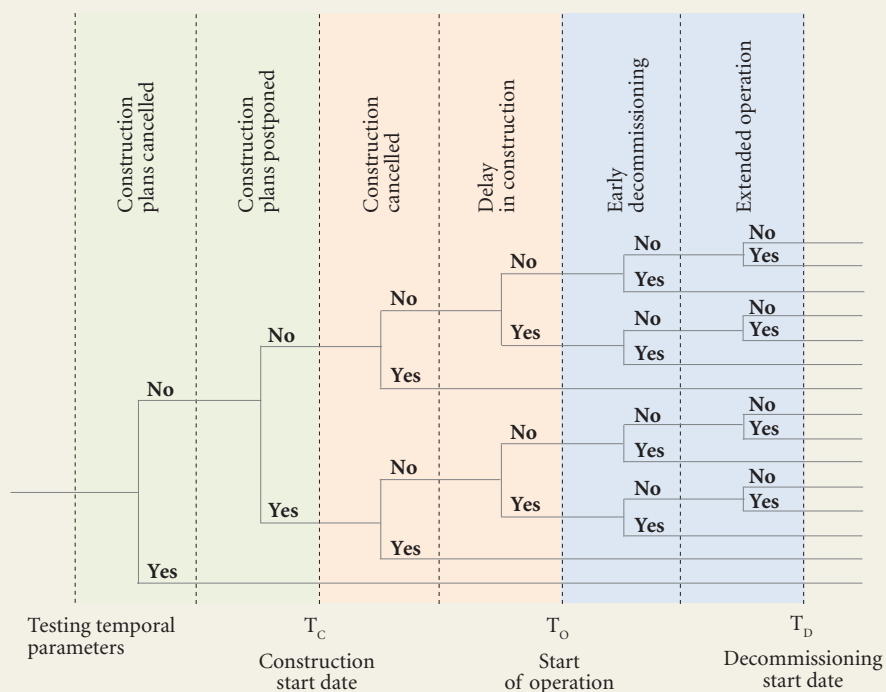 Construction
plans cancelled
Construction
plans postponed
Construction
cancelled
Delay
in construction
Early
decommissioning
Extended operation
No
Yes
No
Yes
No
Yes
No
Yes
No
Yes
No
Yes
No
Yes
No
Yes
No
Yes
No
Yes
No
Yes
No
Yes
No
Yes
No
Yes
Testing temporal
parameters
T_C
Construction
start date
T_O
Start
of operation
T_D
Decommissioning
start date